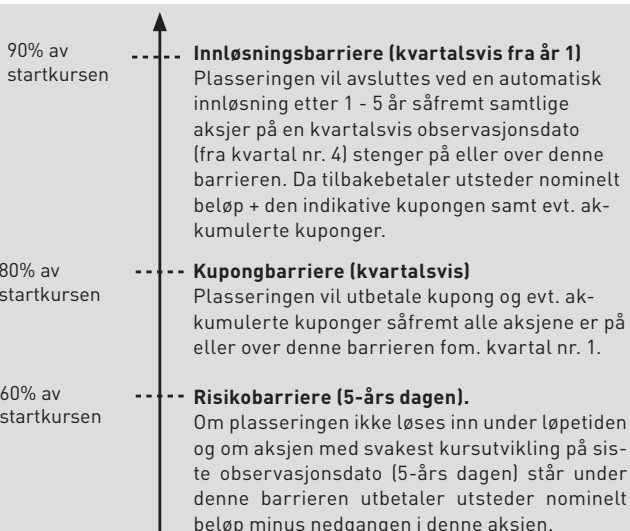 90% av
startkursen
Innløsningsbarriere (kvartalsvis fra år 1)
Plasseringen vil avsluttes ved en automatisk
innløsning etter 1 - 5 år såfremt samtlige
aksjer på en kvartalsvis observasjonsdato
(fra kvartal nr. 4) stenger på eller over denne
barrieren. Da tilbakebetaler utsteder nominelt
beløp + den indikative kupongen samt evt. ak-
kumulerte kuponger.
80% av
startkursen
Kupongbarriere (kvartalsvis)
Plasseringen vil utbetale kupong og evt. ak-
kumulerte kuponger såfremt alle aksjene er på
eller over denne barrieren fom. kvartal nr. 1.
60% av
startkursen
Risikobarriere (5-års dagen).
Om plasseringen ikke løses inn under løpetiden
og om aksjen med svakest kursutvikling på sis-
te observasjonsdato (5-års dagen) står under
denne barrieren utbetaler utsteder nominelt
beløp minus nedgangen i denne aksjen.